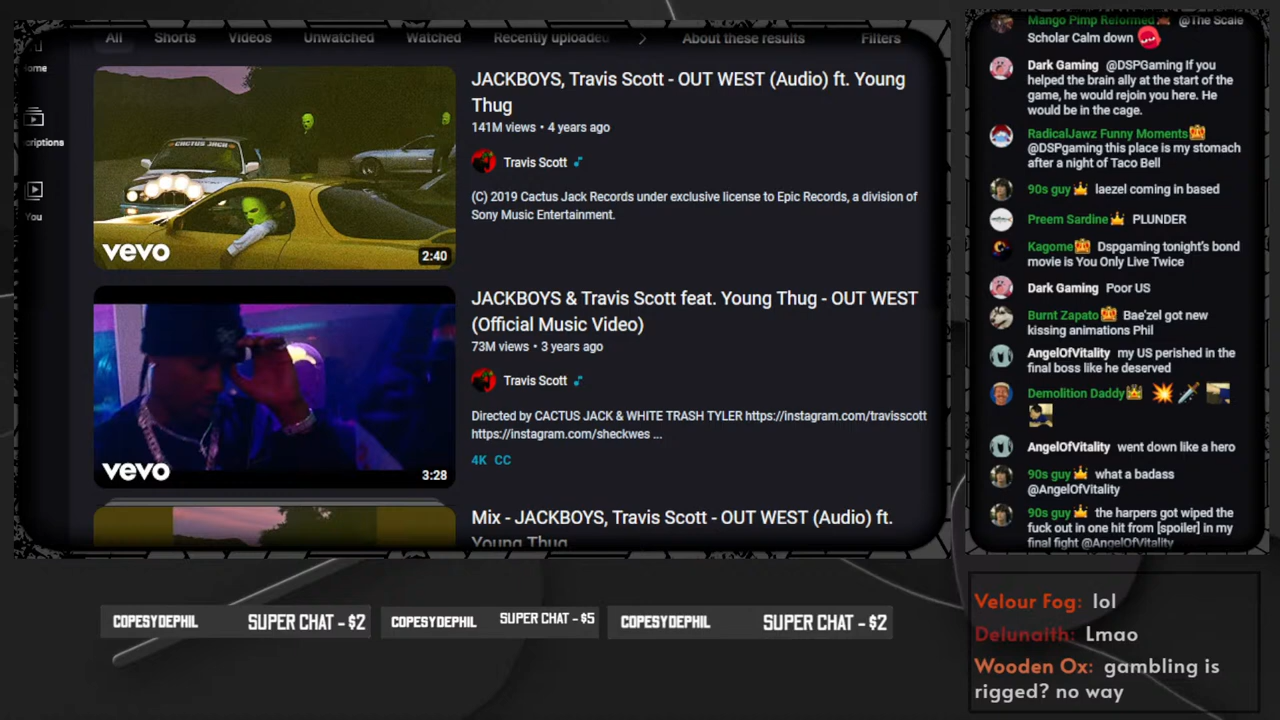 All Shorts Videos Unwatched Watched Recently uploaded About these results Filters
ome
criptions
You
JACKBOYS, Travis Scott - OUT WEST (Audio) ft. Young
Thug
141M views • 4 years ago
Travis Scott
(C) 2019 Cactus Jack Records under exclusive license to Epic Records, a division of
Sony Music Entertainment.
CACTUS JACK
vevo
2:40
JACKBOYS & Travis Scott feat. Young Thug - OUT WEST
(Official Music Video)
73M views • 3 years ago
Travis Scott
Directed by CACTUS JACK & WHITE TRASH TYLER https://instagram.com/travisscott
https://instagram.com/sheckwes ...
4K CC
vevo
3:28
Mix - JACKBOYS, Travis Scott - OUT WEST (Audio) ft.
Young Thug
COPESYDEPHIL SUPER CHAT - $2
COPESYDEPHIL SUPER CHAT - $5
COPESYDEPHIL SUPER CHAT - $2
Mango Pimp Reformed @The Scale
Scholar Calm down
Dark Gaming @DSPGaming If you
helped the brain ally at the start of the
game, he would rejoin you here. He
would be in the cage.
RadicalJawz Funny Moments
@DSPgaming this place is my stomach
after a night of Taco Bell
90s guy laezel coming in based
Preem Sardine PLUNDER
Kagome Dspgaming tonight's bond
movie is You Only Live Twice
Dark Gaming Poor US
Burnt Zapato Bae'zel got new
kissing animations Phil
AngelOfVitality my US perished in the
final boss like he deserved
Demolition Daddy
AngelOfVitality went down like a hero
90s guy what a badass
@AngelOfVitality
90s guy the harpers got wiped the
fuck out in one hit from [spoiler] in my
final fight @AngelOfVitality
Velour Fog: lol
Delunaith: Lmao
Wooden Ox: gambling is
rigged? no way